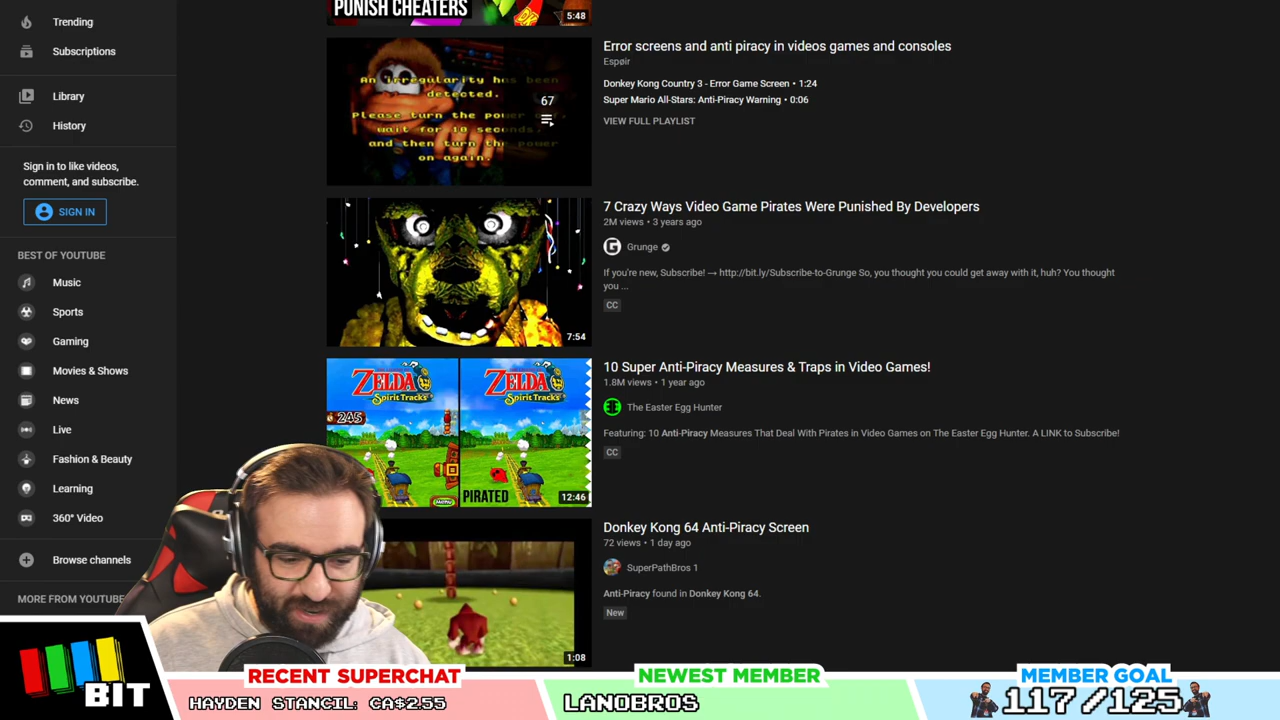 PUNISH CHEATERS
5:48
Trending
Subscriptions
Library
History
Sign in to like videos,
comment, and subscribe.
SIGN IN
BEST OF YOUTUBE
Music
Sports
Gaming
Movies & Shows
News
Live
Fashion & Beauty
Learning
360° Video
Browse channels
MORE FROM YOUTUBE
An irregularity has been
detected.
Please turn the power
wait for 10 seconds.
and then turn the power
on again.
67
Error screens and anti piracy in videos games and consoles
Espøir
Donkey Kong Country 3 - Error Game Screen • 1:24
Super Mario All-Stars: Anti-Piracy Warning • 0:06
VIEW FULL PLAYLIST
7:54
7 Crazy Ways Video Game Pirates Were Punished By Developers
2M views • 3 years ago
G Grunge
If you're new, Subscribe! → http://bit.ly/Subscribe-to-Grunge So, you thought you could get away with it, huh? You thought
you ...
CC
ZELDA
Spirit Tracks
245
MENU
ZELDA
Spirit Tracks
PIRATED
12:46
10 Super Anti-Piracy Measures & Traps in Video Games!
1.8M views • 1 year ago
The Easter Egg Hunter
Featuring: 10 Anti-Piracy Measures That Deal With Pirates in Video Games on The Easter Egg Hunter. A LINK to Subscribe!
CC
1:08
Donkey Kong 64 Anti-Piracy Screen
72 views • 1 day ago
SuperPathBros 1
Anti-Piracy found in Donkey Kong 64.
New
BIT
RECENT SUPERCHAT
HAYDEN STANCIL: CA$2.55
NEWEST MEMBER
LANOBROS
MEMBER GOAL
117/125